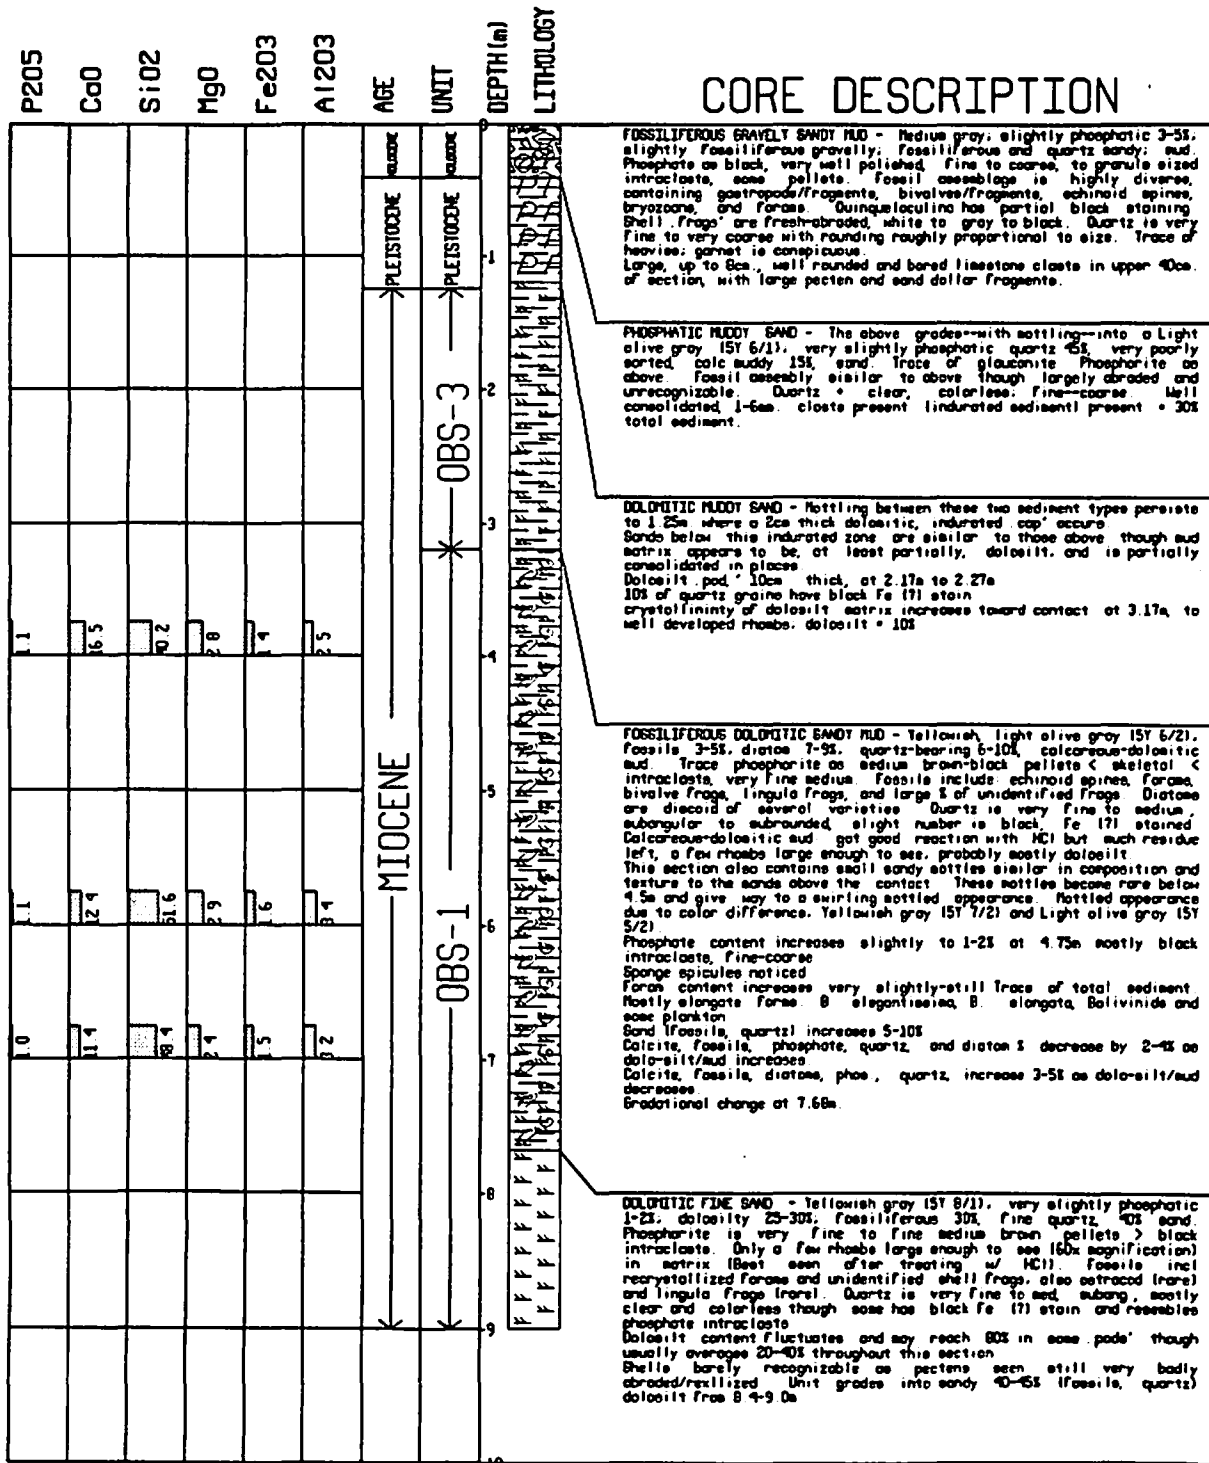 P2O5
CaO
SiO2
MgO
Fe2O3
Al2O3
AGE
UNIT
DEPTH(m)
LITHOLOGY
CORE DESCRIPTION
HOLOCENE
HOLOCENE
PLEISTOCENE
PLEISTOCENE
MIOCENE
OBS-3
OBS-1
0
1
2
3
4
5
6
7
8
9
10
1.1
16.5
40.2
2.8
1.4
2.5
1.1
12.4
51.6
2.9
1.6
3.4
1.0
11.4
48.4
2.4
1.5
3.2
FOSSILIFEROUS GRAVELY SANDY MUD - Medium gray; slightly phosphatic 3-5%;
slightly fossiliferous gravelly; fossiliferous and quartz sandy; mud.
Phosphate as black, very well polished, fine to coarse, to granule sized
intraclasts, some pellets. Fossil assemblage is highly diverse,
containing gastropods/fragments, bivalves/fragments, echinoid spines,
bryozoans, and forams. Quinqueloculina has partial black staining
Shell .frags' are fresh-abraded, white to gray to black. Quartz is very
fine to very coarse with rounding roughly proportional to size. Trace of
heavies; garnet is conspicuous.
Large, up to 8cm., well rounded and bored limestone clasts in upper 40cm.
of section, with large pecten and sand dollar fragments.
PHOSPHATIC MUDDY SAND - The above grades--with mottling--into a Light
olive gray (5Y 6/1), very slightly phosphatic quartz 45%, very poorly
sorted, calc muddy 15%, sand. Trace of glauconite Phosphorite as
above. Fossil assembly similar to above though largely abraded and
unrecognizable. Quartz + clear, colorless; fine--coarse. Well
consolidated, 1-6mm. clasts present (indurated sediment) present = 30%
total sediment.
DOLOMITIC MUDDY SAND - Mottling between these two sediment types persists
to 1.25m where a 2cm thick dolomitic, indurated .cap' occurs
Sands below this indurated zone are similar to those above though mud
matrix appears to be, at least partially, dolosilt, and is partially
consolidated in places
Dolosilt .pod,' 10cm thick, at 2.17m to 2.27m
10% of quartz grains have black Fe (?) stain
crystallininty of dolosilt matrix increases toward contact at 3.17m, to
well developed rhombs; dolosilt = 10%
FOSSILIFEROUS DOLOMITIC SANDY MUD - Yellowish, light olive gray (5Y 6/2),
fossils 3-5%, diatom 7-9%, quartz-bearing 6-10%, calcareous-dolomitic
mud. Trace phosphorite as medium brown-black pellets < skeletal <
intraclasts, very fine medium. Fossils include: echinoid spines, forams,
bivalve frags, lingula frags, and large % of unidentified frags. Diatoms
are discoid of several varieties Quartz is very fine to medium,
subangular to subrounded, slight number is black, Fe (?) stained
Calcareous-dolomitic mud got good reaction with HCl but much residue
left, a few rhombs large enough to see, probably mostly dolosilt
This section also contains small sandy mottles similar in composition and
texture to the sands above the contact These mottles become rare below
4.5m and give way to a swirling mottled appearance. Mottled appearance
due to color difference, Yellowish gray (5Y 7/2) and Light olive gray (5Y
5/2)
Phosphate content increases slightly to 1-2% at 4.75m mostly black
intraclasts, fine-coarse
Sponge spicules noticed
Foram content increases very slightly-still Trace of total sediment
Mostly elongate forms. B elegantissima, B. elongata, Bolivinids and
some plankton
Sand (fossils, quartz) increases 5-10%
Calcite, fossils, phosphate, quartz, and diatom % decrease by 2-4% as
dolo-silt/mud increases
Calcite, fossils, diatoms, phos., quartz, increase 3-5% as dolo-silt/mud
decreases
Gradational change at 7.68m.
DOLOMITIC FINE SAND - Yellowish gray (5Y 8/1), very slightly phosphatic
1-2%; dolosilty 25-30%; fossiliferous 30%, fine quartz, 40% sand.
Phosphorite is very fine to fine medium brown pellets > black
intraclasts. Only a few rhombs large enough to see (60x magnification)
in matrix (Best seen after treating w/ HCl). Fossils incl
recrystallized forams and unidentified shell frags, also ostracod (rare)
and lingula frags (rare). Quartz is very fine to med, subang, mostly
clear and colorless though some has black Fe (?) stain and resembles
phosphate intraclasts
Dolosilt content fluctuates and may reach 80% in some .pods' though
usually averages 20-40% throughout this section
Shells barely recognizable as pectens seen still very badly
abraded/rexllized Unit grades into sandy 40-45% (fossils, quartz)
dolosilt from 8.4-9.0m